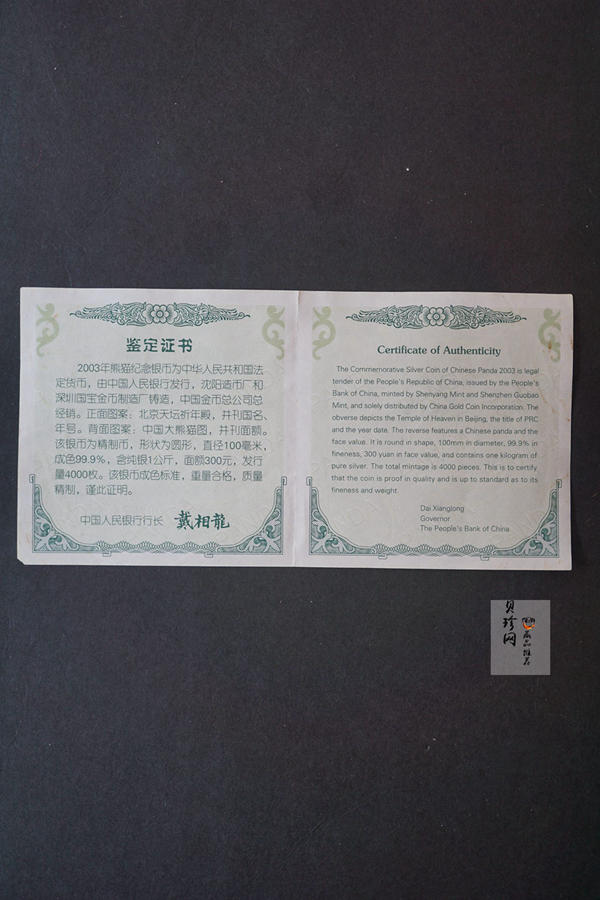 鉴定证书
2003年熊猫纪念银币为中华人民共和国法
定货币，由中国人民银行发行，沈阳造币厂和
深圳国宝金币制造厂铸造，中国金币总公司总
经销。正面图案：北京天坛祈年殿，并刊国名、
年号。背面图案：中国大熊猫图，并刊面额。
该银币为精制币，形状为圆形，直径100毫米，
成色99.9%，含纯银1公斤，面额300元，发行
量4000枚。该银币成色标准，重量合格，质量
精制，谨此证明。
中国人民银行行长 戴相龍
Certificate of Authenticity
The Commemorative Silver Coin of Chinese Panda 2003 is legal
tender of the People's Republic of China, issued by the People's
Bank of China, minted by Shenyang Mint and Shenzhen Guobao
Mint, and solely distributed by China Gold Coin Incorporation. The
obverse depicts the Temple of Heaven in Beijing, the title of PRC
and the year date. The reverse features a Chinese panda and the
face value. It is round in shape, 100mm in diameter, 99.9% in
fineness, 300 yuan in face value, and contains one kilogram of
pure silver. The total mintage is 4000 pieces. This is to certify
that the coin is proof in quality and is up to standard as to its
fineness and weight.
Dai Xianglong
Governor
The People's Bank of China
贝珍网